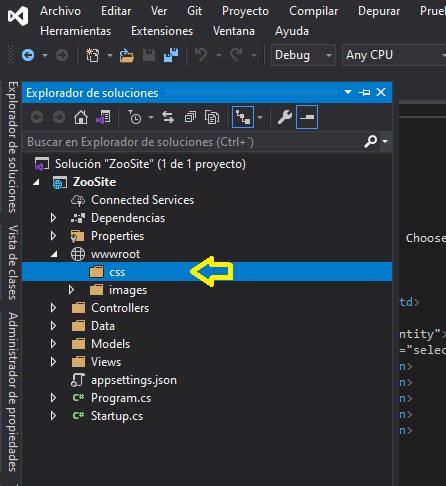 Archivo Editar Ver Git Proyecto Compilar Depurar
Herramientas Extensiones Ventana Ayuda
Debug Any CPU
Explorador de soluciones
Buscar en Explorador de soluciones (Ctrl+`)
Solución "ZooSite" (1 de 1 proyecto)
ZooSite
Connected Services
Dependencias
Properties
wwwroot
css
images
Controllers
Data
Models
Views
appsettings.json
C# Program.cs
C# Startup.cs
Explorador de soluciones
Vista de clases
Administrador de propiedades
Choose
td>
ntity">
="selec
n>
n>
n>
n>
n>